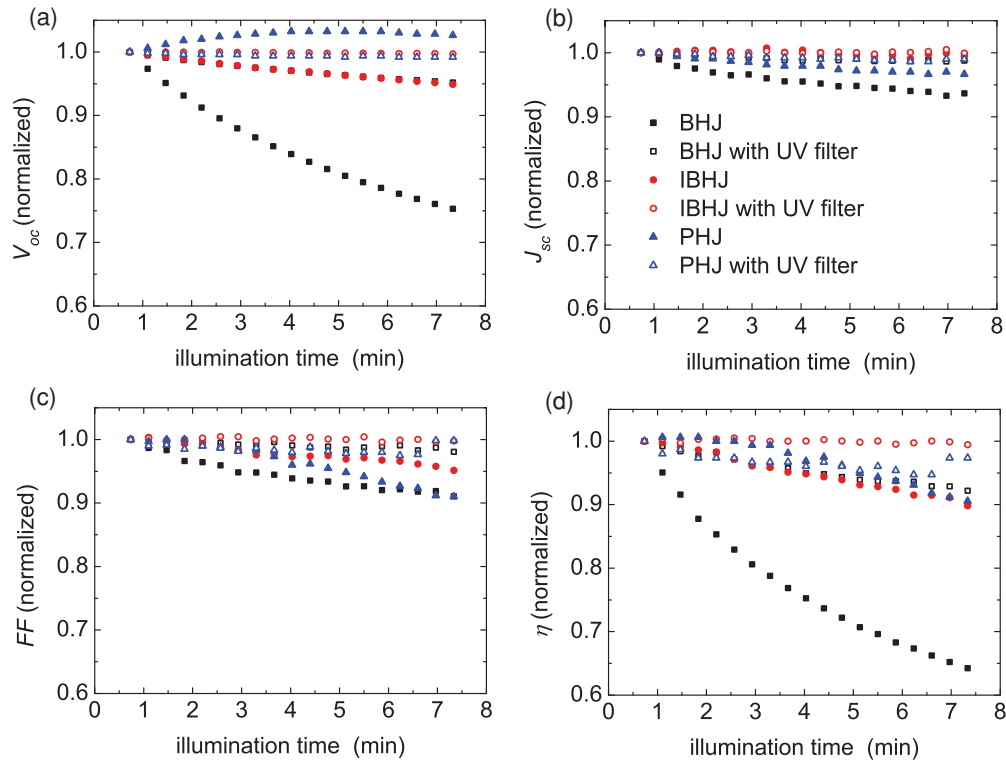 (a)
V_oc (normalized)
1.0
0.9
0.8
0.7
0.6
0 1 2 3 4 5 6 7 8
illumination time (min)
(b)
J_sc (normalized)
1.0
0.9
0.8
0.7
0.6
BHJ
BHJ with UV filter
IBHJ
IBHJ with UV filter
PHJ
PHJ with UV filter
0 1 2 3 4 5 6 7 8
illumination time (min)
(c)
FF (normalized)
1.0
0.9
0.8
0.7
0.6
0 1 2 3 4 5 6 7 8
illumination time (min)
(d)
η (normalized)
1.0
0.9
0.8
0.7
0.6
0 1 2 3 4 5 6 7 8
illumination time (min)